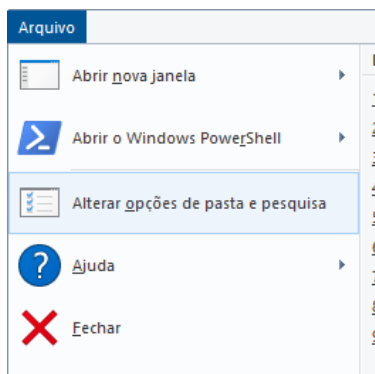 Arquivo
Abrir nova janela
Abrir o Windows PowerShell
Alterar opções de pasta e pesquisa
Ajuda
Fechar